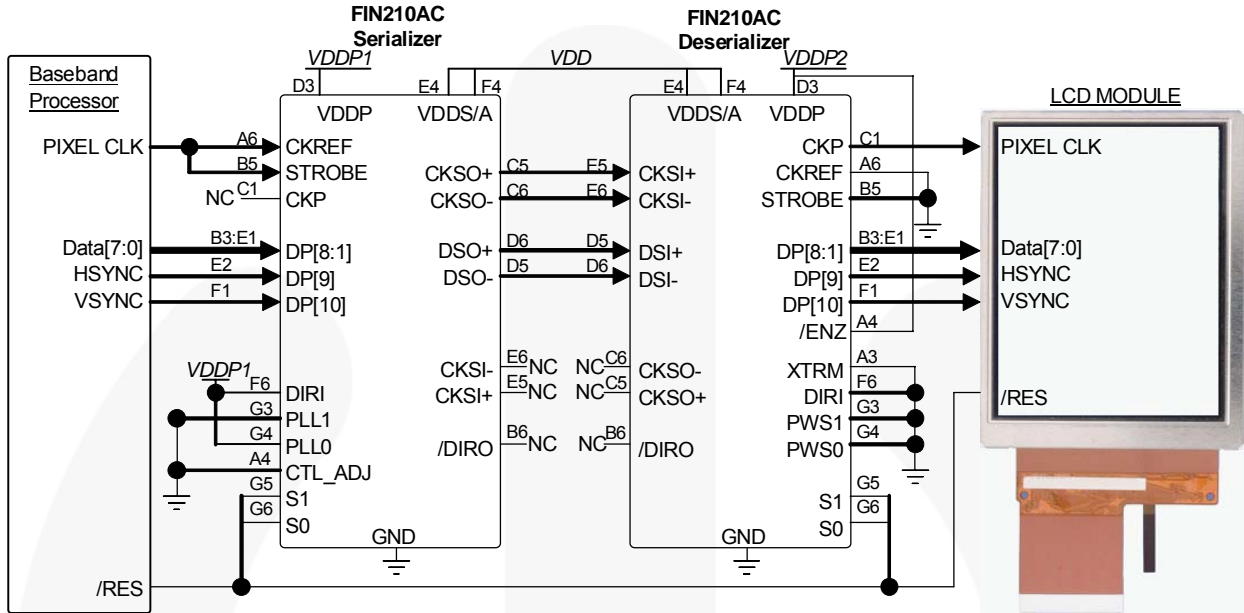 FIN210AC
Serializer
FIN210AC
Deserializer
VDDP1
VDD
VDDP2
Baseband
Processor
D3
E4
F4
E4
F4
D3
LCD MODULE
VDDP
VDDS/A
VDDS/A
VDDP
PIXEL CLK
A6
CKREF
CKP
C1
PIXEL CLK
B5
STROBE
CKSO+
C5
E5
CKSI+
CKREF
A6
NC
C1
CKP
CKSO-
C6
E6
CKSI-
STROBE
B5
Data[7:0]
B3:E1
DP[8:1]
DSO+
D6
D5
DSI+
DP[8:1]
B3:E1
Data[7:0]
HSYNC
E2
DP[9]
DSO-
D5
D6
DSI-
DP[9]
E2
HSYNC
VSYNC
F1
DP[10]
DP[10]
F1
VSYNC
/ENZ
A4
VDDP1
CKSI-
E6
NC
NC
C6
CKSO-
XTRM
A3
F6
DIRI
CKSI+
E5
NC
NC
C5
CKSO+
DIRI
F6
/RES
G3
PLL1
PWS1
G3
G4
PLL0
/DIRO
B6
NC
NC
B6
/DIRO
PWS0
G4
A4
CTL_ADJ
G5
S1
S1
G5
G6
S0
S0
G6
GND
GND
/RES